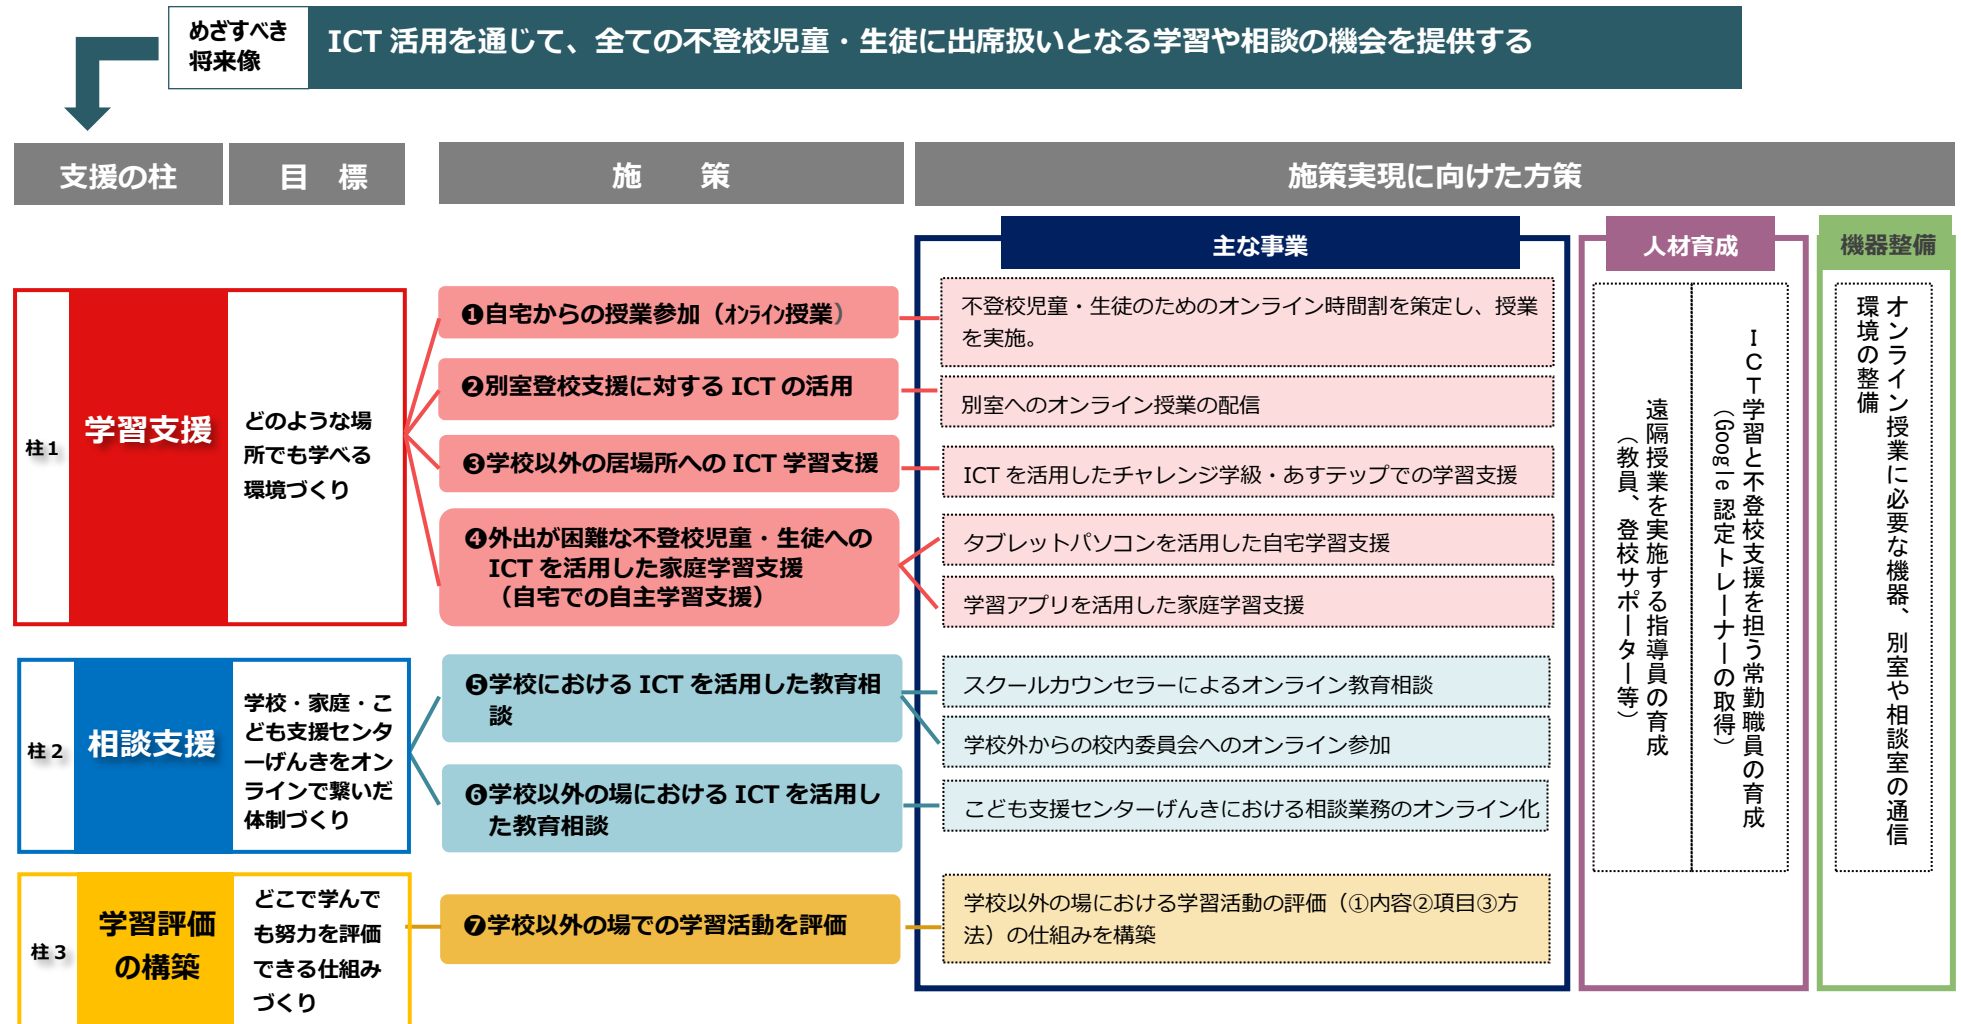 めざすべき
将来像
ICT 活用を通じて、全ての不登校児童・生徒に出席扱いとなる学習や相談の機会を提供する
支援の柱
目　標
施　　策
施策実現に向けた方策
主な事業
人材育成
機器整備
柱1
学習支援
どのような場
所でも学べる
環境づくり
❶自宅からの授業参加（ｵﾝﾗｲﾝ授業）
❷別室登校支援に対する ICT の活用
❸学校以外の居場所への ICT 学習支援
❹外出が困難な不登校児童・生徒への
ICT を活用した家庭学習支援
（自宅での自主学習支援）
不登校児童・生徒のためのオンライン時間割を策定し、授業
を実施。
別室へのオンライン授業の配信
ICT を活用したチャレンジ学級・あすテップでの学習支援
タブレットパソコンを活用した自宅学習支援
学習アプリを活用した家庭学習支援
柱2
相談支援
学校・家庭・こ
ども支援センタ
ーげんきをオン
ラインで繋いだ
体制づくり
❺学校における ICT を活用した教育相
談
❻学校以外の場における ICT を活用し
た教育相談
スクールカウンセラーによるオンライン教育相談
学校外からの校内委員会へのオンライン参加
こども支援センターげんきにおける相談業務のオンライン化
柱3
学習評価
の構築
どこで学んで
も努力を評価
できる仕組み
づくり
❼学校以外の場での学習活動を評価
学校以外の場における学習活動の評価（①内容②項目③方
法）の仕組みを構築
ＩＣＴ学習と不登校支援を担う常勤職員の育成
（Google 認定トレーナーの取得）
遠隔授業を実施する指導員の育成
（教員、登校サポーター等）
オンライン授業に必要な機器、別室や相談室の通信
環境の整備